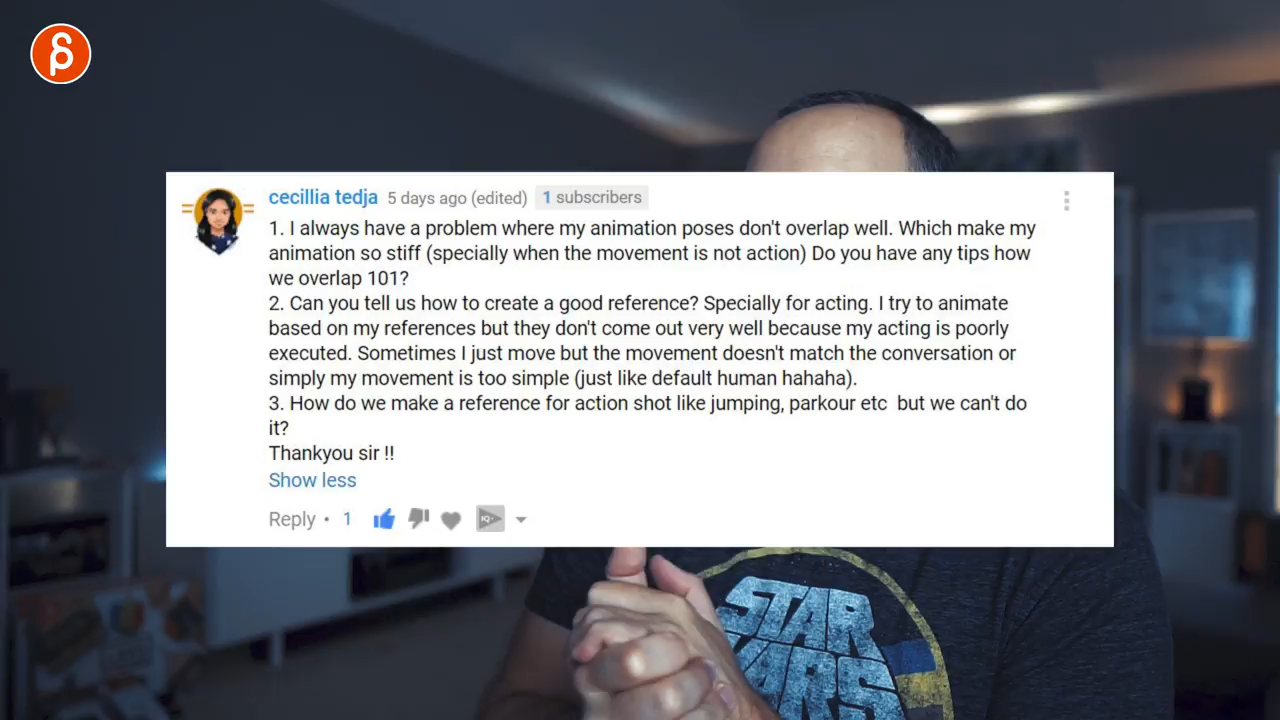 cecillia tedja 5 days ago (edited) 1 subscribers
1. I always have a problem where my animation poses don't overlap well. Which make my
animation so stiff (specially when the movement is not action) Do you have any tips how
we overlap 101?
2. Can you tell us how to create a good reference? Specially for acting. I try to animate
based on my references but they don't come out very well because my acting is poorly
executed. Sometimes I just move but the movement doesn't match the conversation or
simply my movement is too simple (just like default human hahaha).
3. How do we make a reference for action shot like jumping, parkour etc  but we can't do
it?
Thankyou sir !!
Show less
Reply • 1 IQ
STAR
WARS